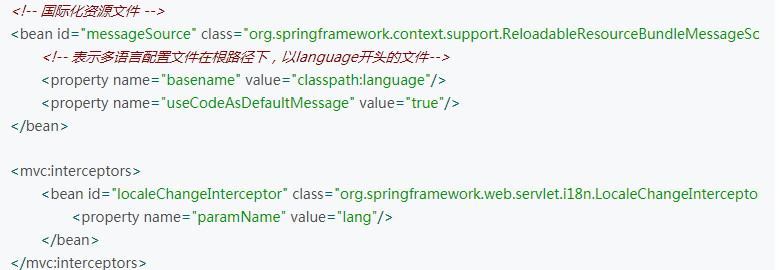 <!-- 国际化资源文件 -->
<bean id="messageSource" class="org.springframework.context.support.ReloadableResourceBundleMessageSc
<!-- 表示多语言配置文件在根路径下，以language开头的文件-->
<property name="basename" value="classpath:language"/>
<property name="useCodeAsDefaultMessage" value="true"/>
</bean>
<mvc:interceptors>
<bean id="localeChangeInterceptor" class="org.springframework.web.servlet.i18n.LocaleChangeIntercepto
<property name="paramName" value="lang"/>
</bean>
</mvc:interceptors>